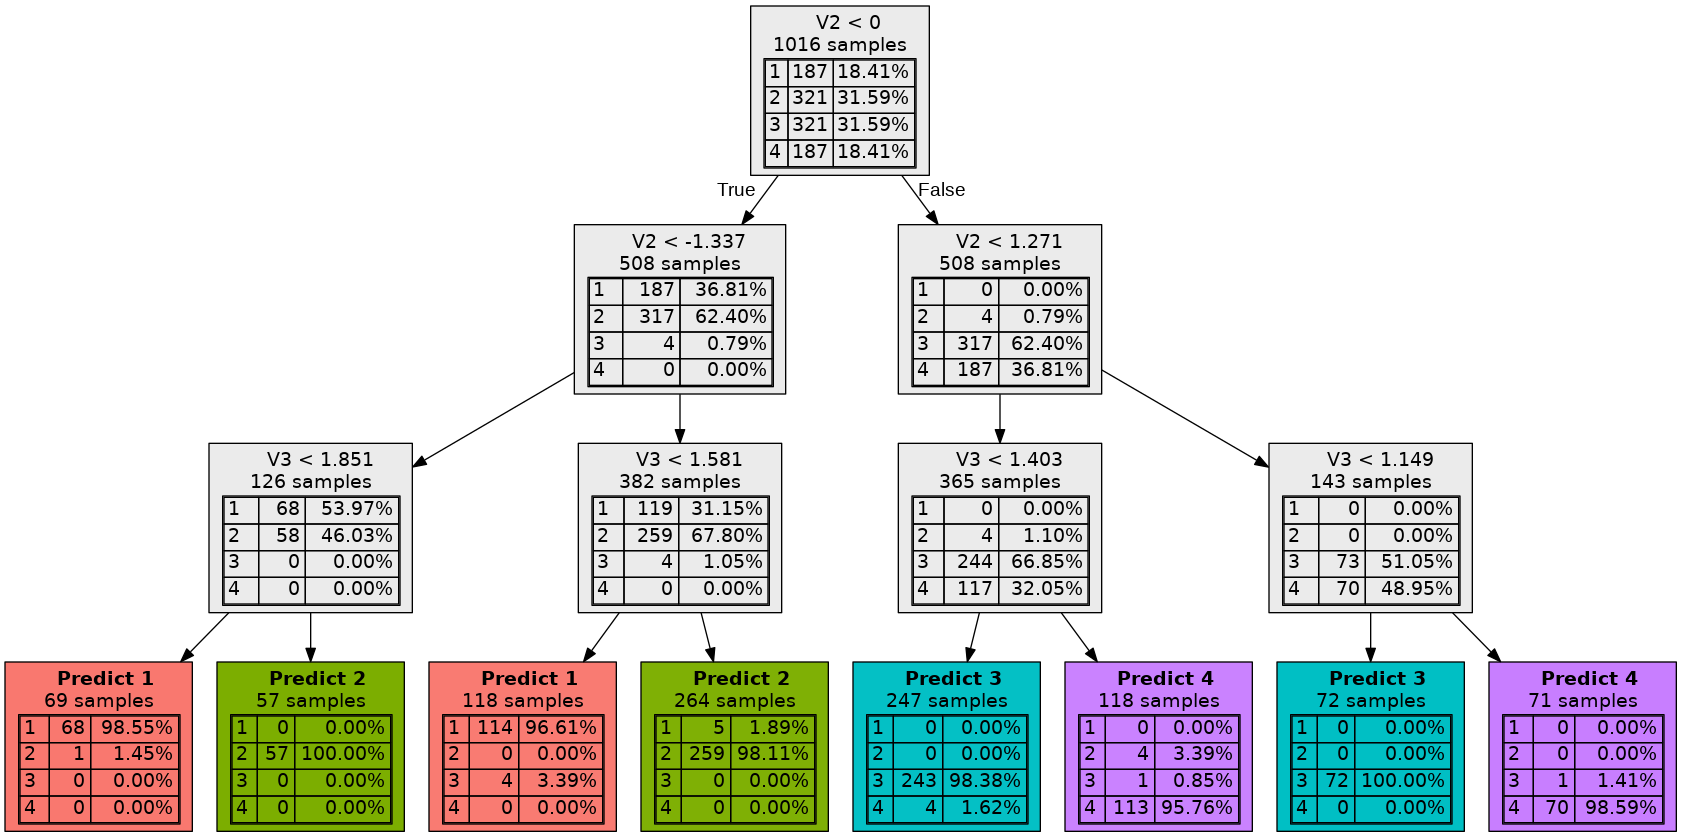 V2 < 0
1016 samples
1 187 18.41%
2 321 31.59%
3 321 31.59%
4 187 18.41%
True
False
V2 < -1.337
508 samples
1 187 36.81%
2 317 62.40%
3 4 0.79%
4 0 0.00%
V2 < 1.271
508 samples
1 0 0.00%
2 4 0.79%
3 317 62.40%
4 187 36.81%
V3 < 1.851
126 samples
1 68 53.97%
2 58 46.03%
3 0 0.00%
4 0 0.00%
V3 < 1.581
382 samples
1 119 31.15%
2 259 67.80%
3 4 1.05%
4 0 0.00%
V3 < 1.403
365 samples
1 0 0.00%
2 4 1.10%
3 244 66.85%
4 117 32.05%
V3 < 1.149
143 samples
1 0 0.00%
2 0 0.00%
3 73 51.05%
4 70 48.95%
Predict 1
69 samples
1 68 98.55%
2 1 1.45%
3 0 0.00%
4 0 0.00%
Predict 2
57 samples
1 0 0.00%
2 57 100.00%
3 0 0.00%
4 0 0.00%
Predict 1
118 samples
1 114 96.61%
2 0 0.00%
3 4 3.39%
4 0 0.00%
Predict 2
264 samples
1 5 1.89%
2 259 98.11%
3 0 0.00%
4 0 0.00%
Predict 3
247 samples
1 0 0.00%
2 0 0.00%
3 243 98.38%
4 4 1.62%
Predict 4
118 samples
1 0 0.00%
2 4 3.39%
3 1 0.85%
4 113 95.76%
Predict 3
72 samples
1 0 0.00%
2 0 0.00%
3 72 100.00%
4 0 0.00%
Predict 4
71 samples
1 0 0.00%
2 0 0.00%
3 1 1.41%
4 70 98.59%